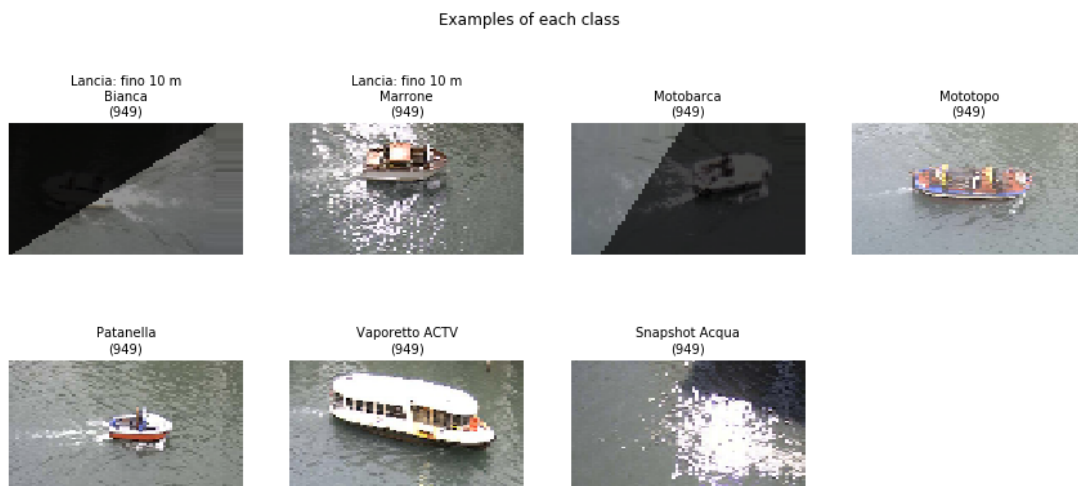 Examples of each class
Lancia: fino 10 m
Bianca
(949)
Lancia: fino 10 m
Marrone
(949)
Motobarca
(949)
Mototopo
(949)
Patanella
(949)
Vaporetto ACTV
(949)
Snapshot Acqua
(949)